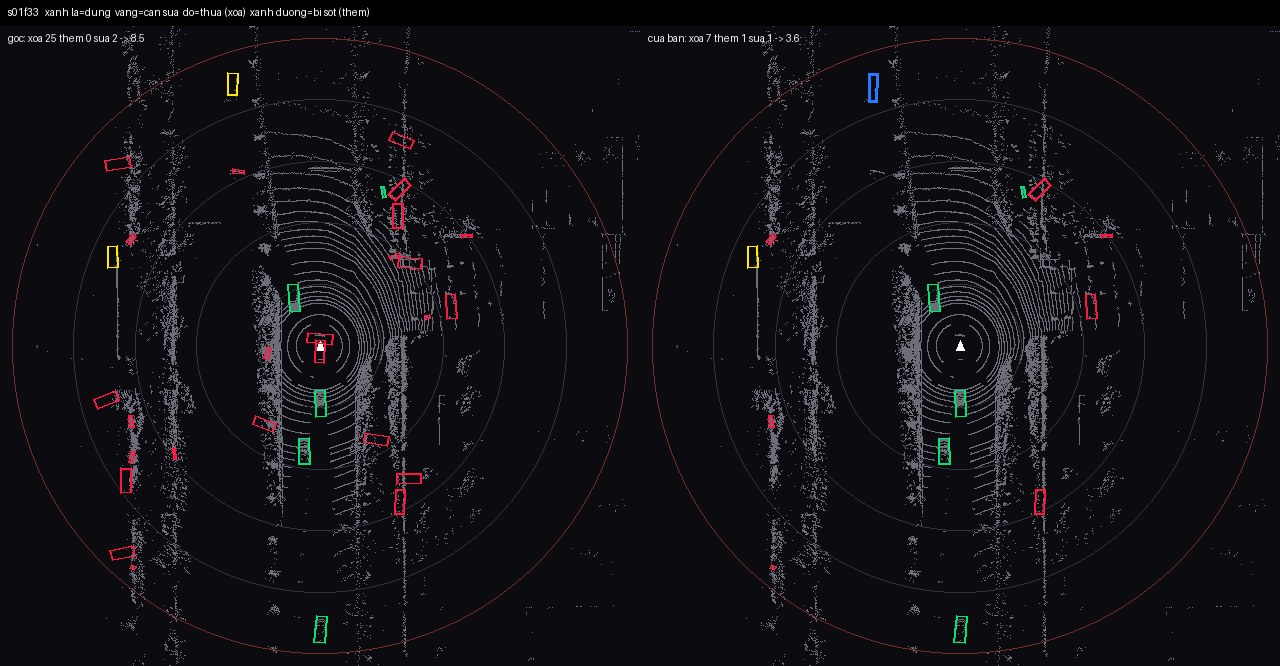 s01f33 xanh la=dung vang=can sua do=thua (xoa) xanh duong=bi sot (them)
goc: xoa 25 them 0 sua 2 -> 8.5
cua ban: xoa 7 them 1 sua 1 -> 3.6